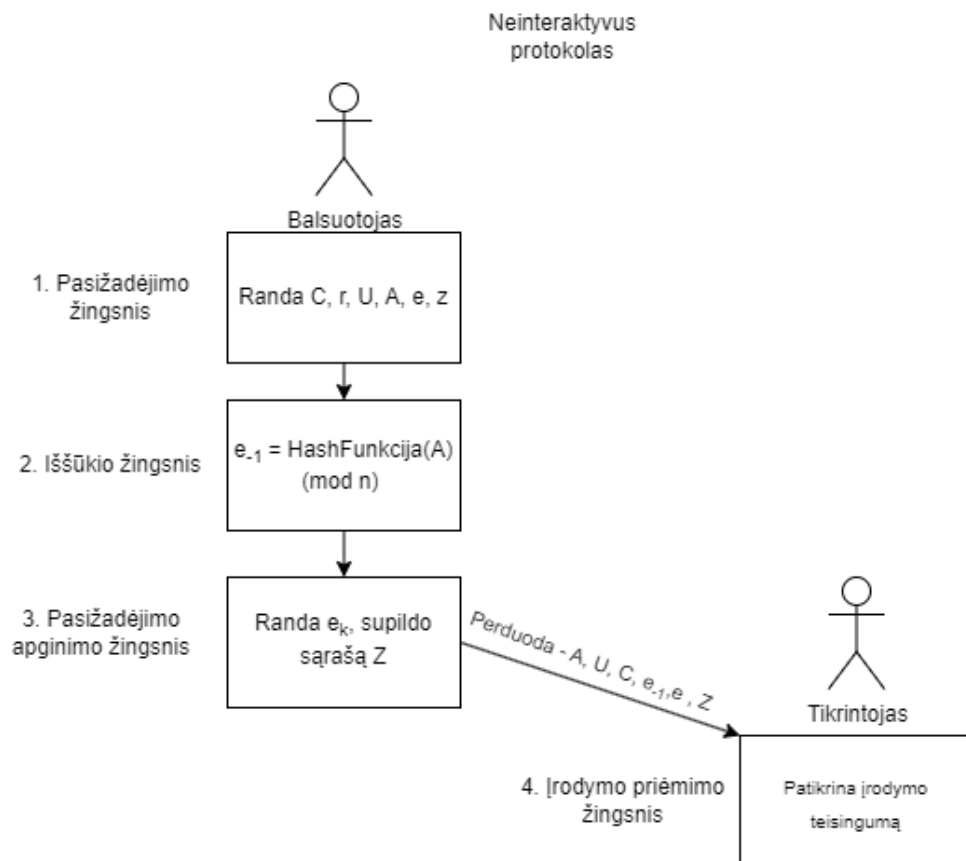 Neinteraktyvus
protokolas
Balsuotojas
1. Pasižadėjimo
žingsnis
Randa C, r, U, A, e, z
2. Iššūkio žingsnis
e₋₁ = HashFunkcija(A)
(mod n)
3. Pasižadėjimo
apginimo žingsnis
Randa eₖ, supildo
sąrašą Z
Perduoda - A, U, C, e₋₁,e , Z
Tikrintojas
4. Įrodymo priėmimo
žingsnis
Patikrina įrodymo
teisingumą